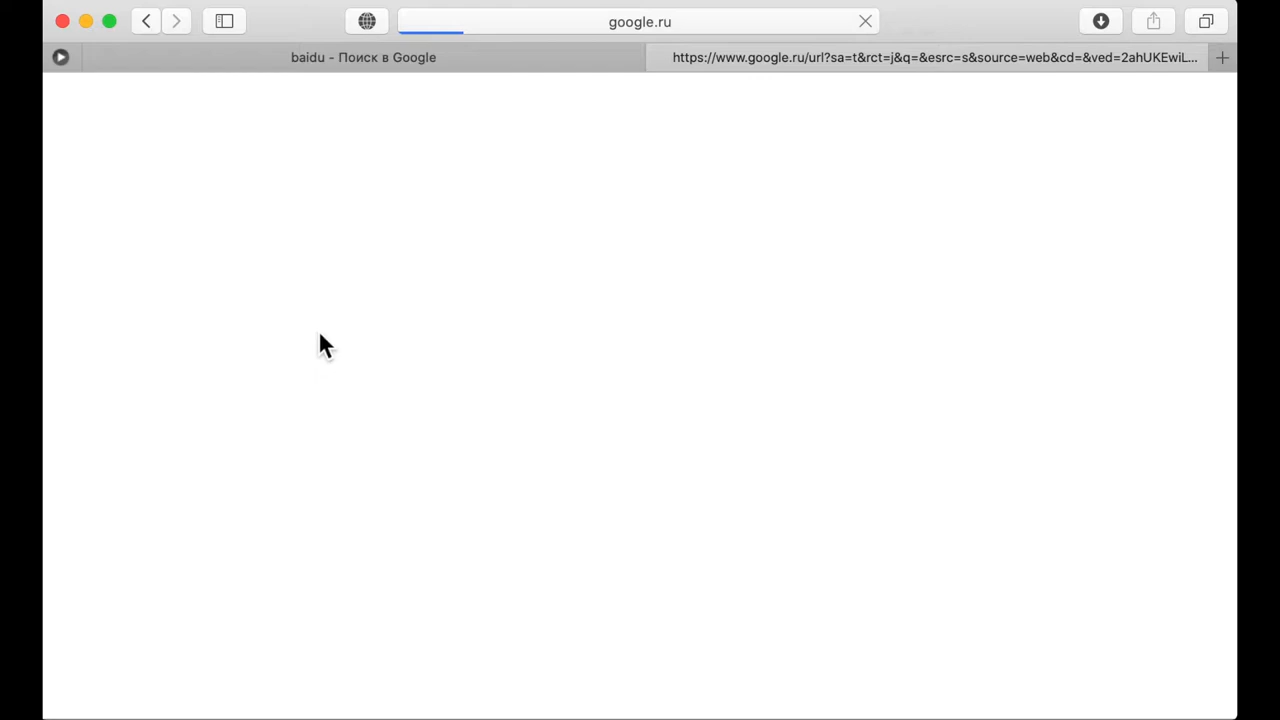 google.ru
baidu - Поиск в Google
https://www.google.ru/url?sa=t&rct=j&q=&esrc=s&source=web&cd=&ved=2ahUKEwiL...